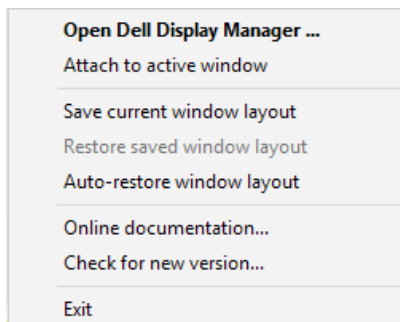 Open Dell Display Manager ...
Attach to active window
Save current window layout
Restore saved window layout
Auto-restore window layout
Online documentation...
Check for new version...
Exit